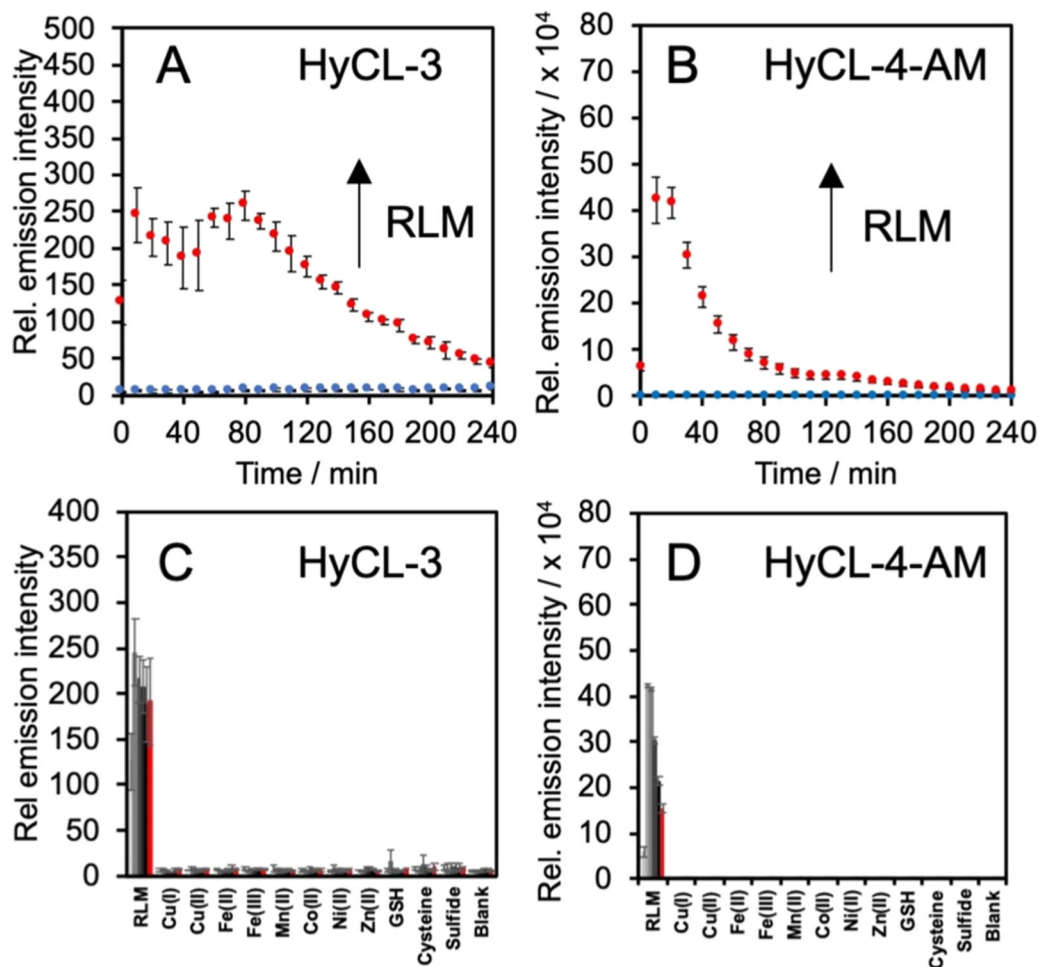 A HyCL-3
Rel. emission intensity
500
450
400
350
300
250
200
150
100
50
0
RLM
0 40 80 120 160 200 240
Time / min
B HyCL-4-AM
Rel. emission intensity / x 10⁴
80
70
60
50
40
30
20
10
0
RLM
0 40 80 120 160 200 240
Time / min
C HyCL-3
Rel emission intensity
400
350
300
250
200
150
100
50
0
RLM
Cu(I)
Cu(II)
Fe(II)
Fe(III)
Mn(II)
Co(II)
Ni(II)
Zn(II)
GSH
Cysteine
Sulfide
Blank
D HyCL-4-AM
Rel. emission intensity / x 10⁴
80
70
60
50
40
30
20
10
0
RLM
Cu(I)
Cu(II)
Fe(II)
Fe(III)
Mn(II)
Co(II)
Ni(II)
Zn(II)
GSH
Cysteine
Sulfide
Blank